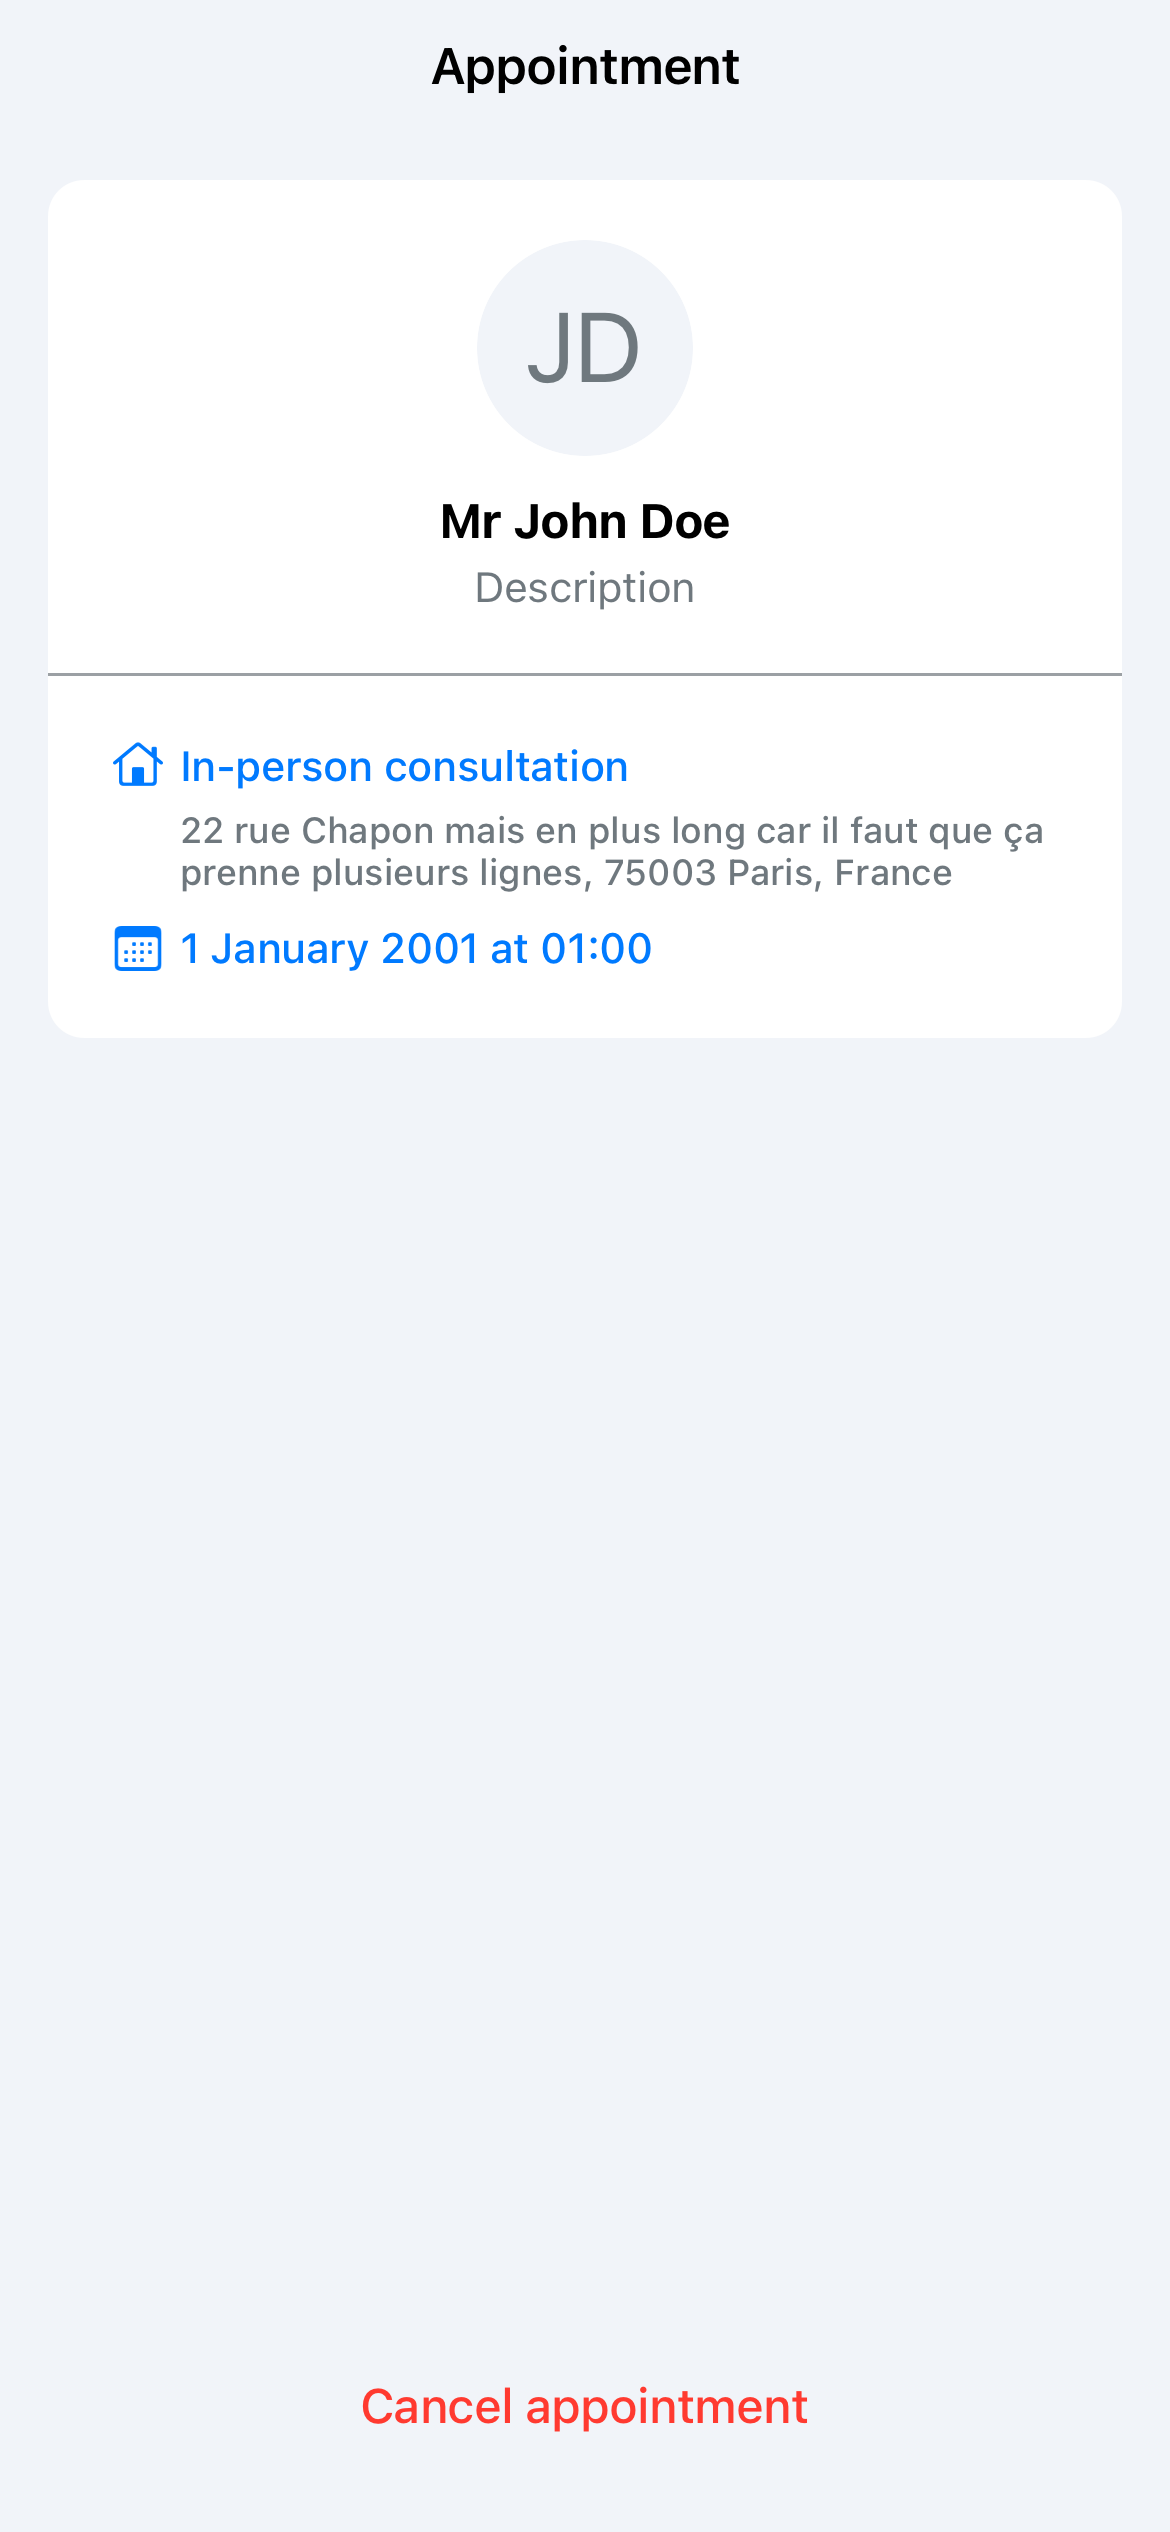 Appointment
JD
Mr John Doe
Description
In-person consultation
22 rue Chapon mais en plus long car il faut que ça
prenne plusieurs lignes, 75003 Paris, France
1 January 2001 at 01:00
Cancel appointment